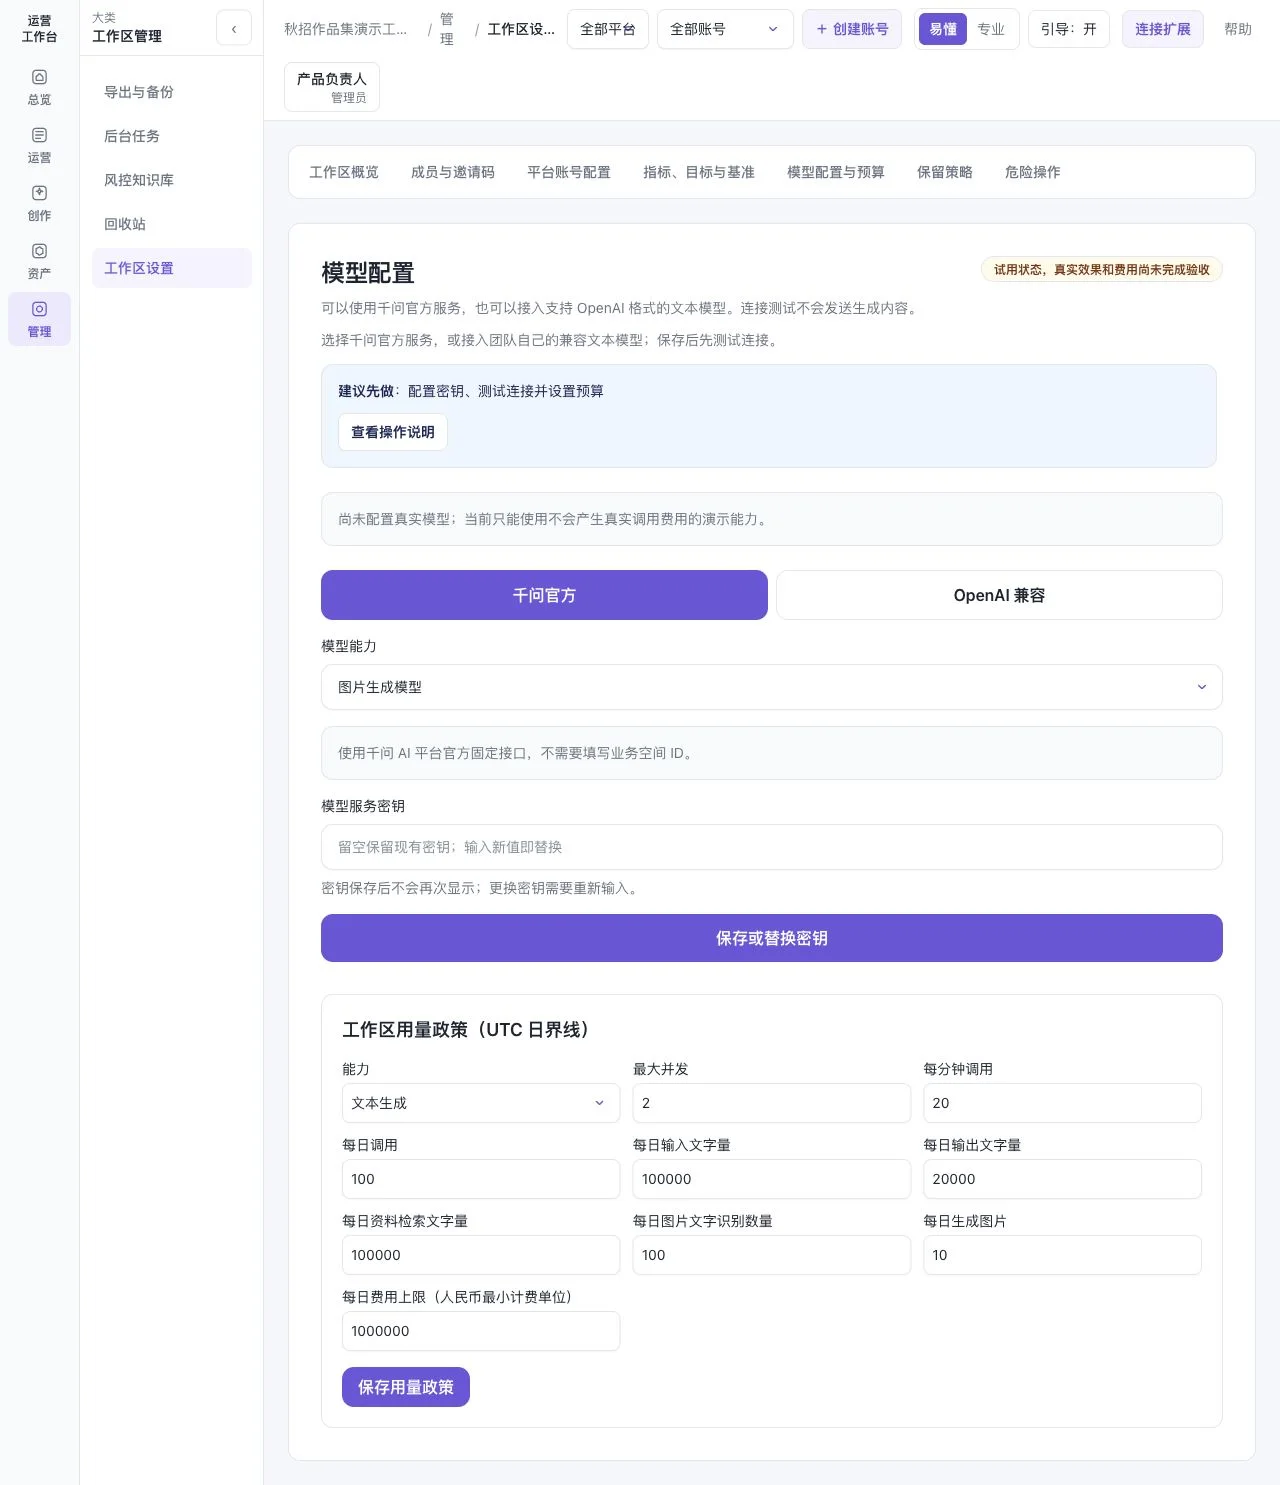 运营
工作台
总览
运营
创作
资产
管理
大类
工作区管理
‹
导出与备份
后台任务
风控知识库
回收站
工作区设置
秋招作品集演示工... / 管理 / 工作区设... 全部平台 全部账号 + 创建账号 易懂 专业 引导：开 连接扩展 帮助
产品负责人
管理员
工作区概览 成员与邀请码 平台账号配置 指标、目标与基准 模型配置与预算 保留策略 危险操作
模型配置 试用状态，真实效果和费用尚未完成验收
可以使用千问官方服务，也可以接入支持 OpenAI 格式的文本模型。连接测试不会发送生成内容。
选择千问官方服务，或接入团队自己的兼容文本模型；保存后先测试连接。
建议先做：配置密钥、测试连接并设置预算
查看操作说明
尚未配置真实模型；当前只能使用不会产生真实调用费用的演示能力。
千问官方 OpenAI 兼容
模型能力
图片生成模型
使用千问 AI 平台官方固定接口，不需要填写业务空间 ID。
模型服务密钥
留空保留现有密钥；输入新值即替换
密钥保存后不会再次显示；更换密钥需要重新输入。
保存或替换密钥
工作区用量政策（UTC 日界线）
能力 最大并发 每分钟调用
文本生成 2 20
每日调用 每日输入文字量 每日输出文字量
100 100000 20000
每日资料检索文字量 每日图片文字识别数量 每日生成图片
100000 100 10
每日费用上限（人民币最小计费单位）
1000000
保存用量政策